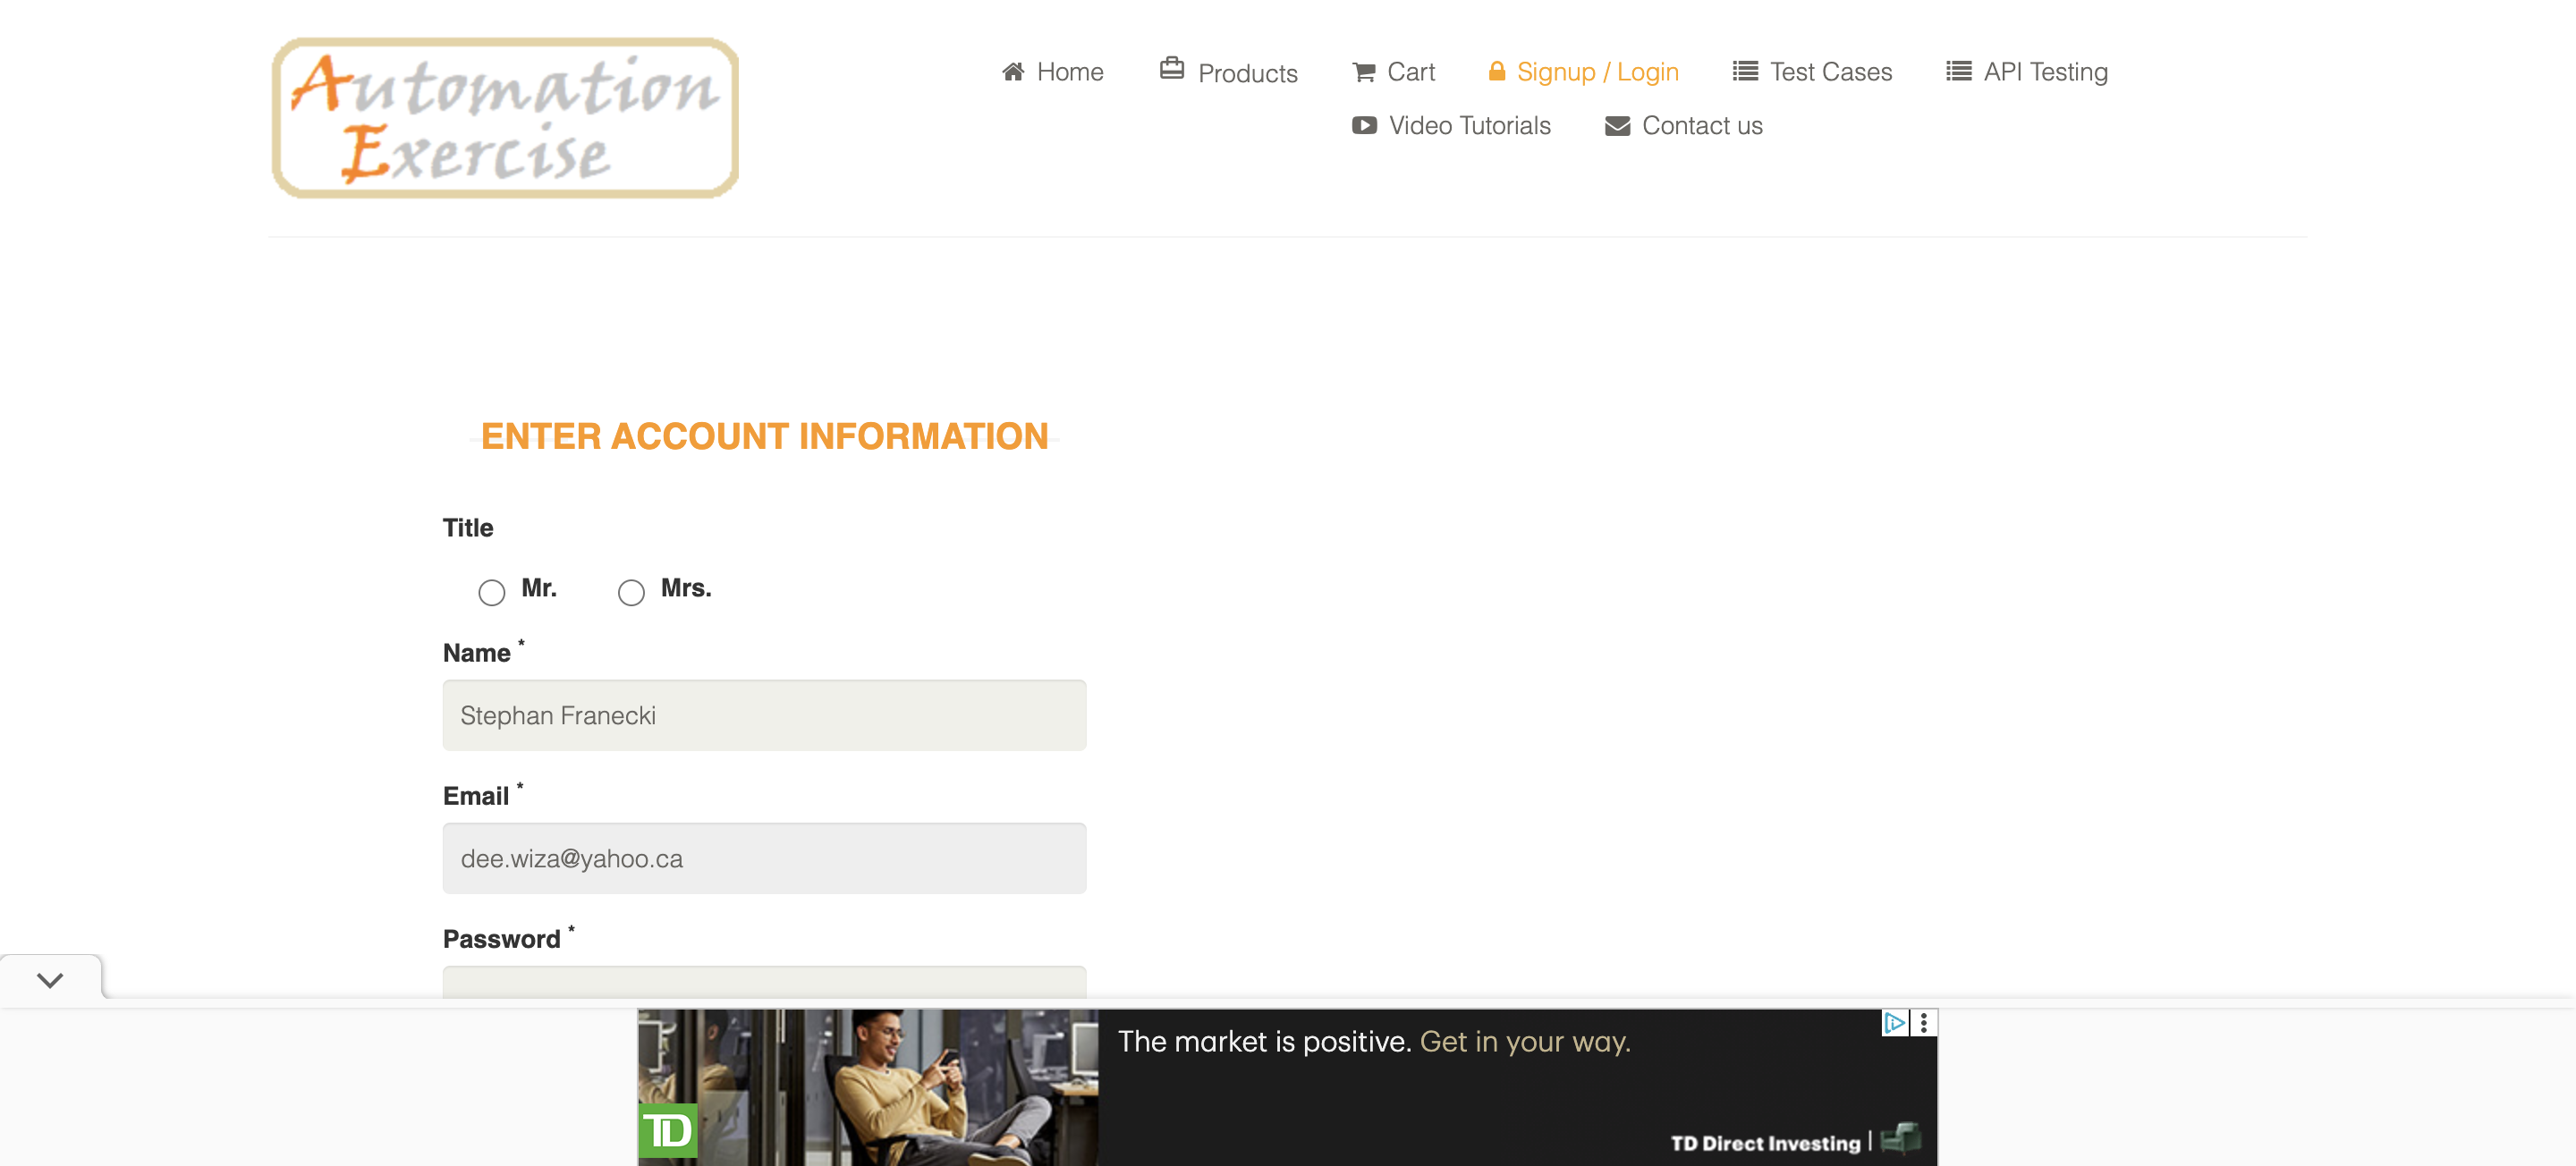 Automation
Exercise
Home
Products
Cart
Signup / Login
Test Cases
API Testing
Video Tutorials
Contact us
ENTER ACCOUNT INFORMATION
Title
Mr.
Mrs.
Name *
Stephan Franecki
Email *
dee.wiza@yahoo.ca
Password *
The market is positive. Get in your way.
TD
TD Direct Investing